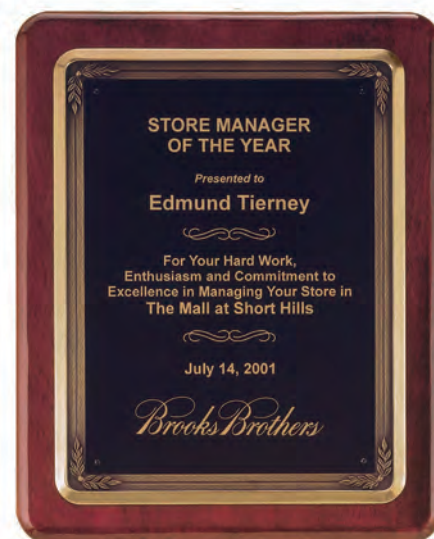 STORE MANAGER
OF THE YEAR
Presented to
Edmund Tierney
For Your Hard Work,
Enthusiasm and Commitment to
Excellence in Managing Your Store in
The Mall at Short Hills
July 14, 2001
Brooks Brothers